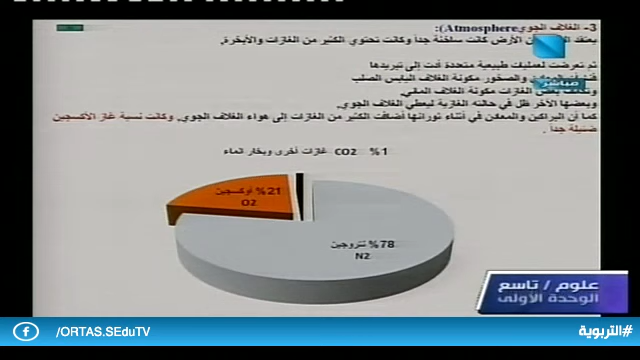 3- الغلاف الجوي(Atmosphere):
يعتقد الأرض كانت ساخنة جداً وكانت تحتوي الكثير من الغازات والأبخرة,
ثم تعرضت لعمليات طبيعية متعددة أدت إلى تبريدها
والصخور مكونة الغلاف اليابس الصلب
مباشر
بعض الغازات مكونة الغلاف المائي,
وبعضها الآخر ظل في حالته الغازية ليعطي الغلاف الجوي
كما أن البراكين والمعادن في أثناء ثورانها أضافت الكثير من الغازات إلى هواء الغلاف الجوي, وكانت نسبة غاز الأكسجين
ضئيلة جداً .
1% CO2 غازات أخرى وبخار الماء
21% أوكسجين
O2
78% نتروجين
N2
علوم / تاسع
الوحدة الأولى
/ORTAS.SEduTV
#التربوية